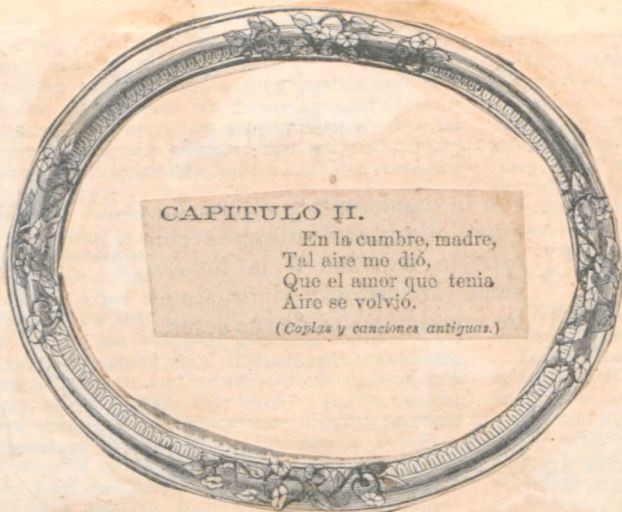 CAPITULO II.
En la cumbre, madre,
Tal aire me dió,
Que el amor que tenia
Aire se volvió.
(Coplas y canciones antiguas.)